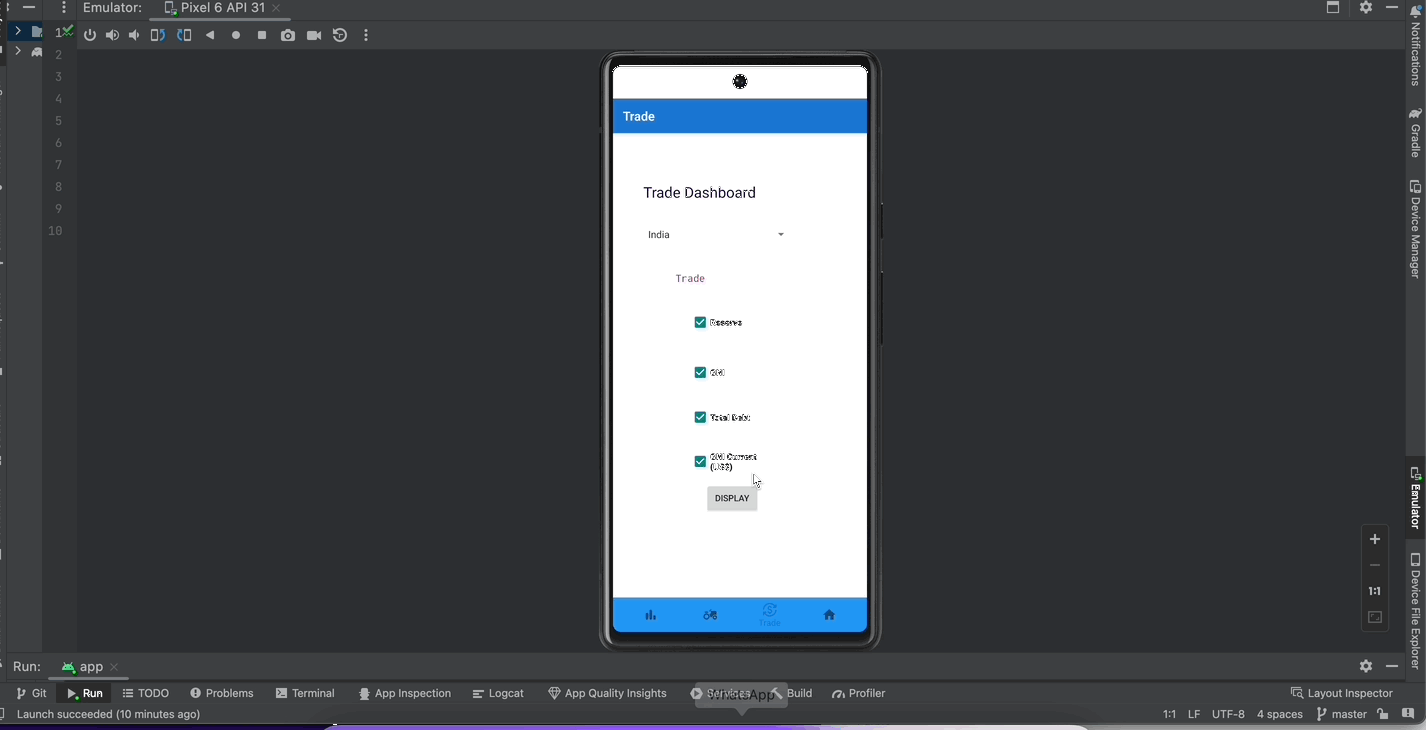 Emulator:
Pixel 6 API 31
1
2
3
4
5
6
7
8
9
10
Trade
Trade Dashboard
India
Trade
Reserve
GNI
Total Debt
GNI Current
(US$)
DISPLAY
Trade
1:1
Notifications
Gradle
Device Manager
Emulator
Device File Explorer
Run:
app
Git
Run
TODO
Problems
Terminal
App Inspection
Logcat
App Quality Insights
Services
WhatsApp
Build
Profiler
Layout Inspector
Launch succeeded (10 minutes ago)
1:1
LF
UTF-8
4 spaces
master